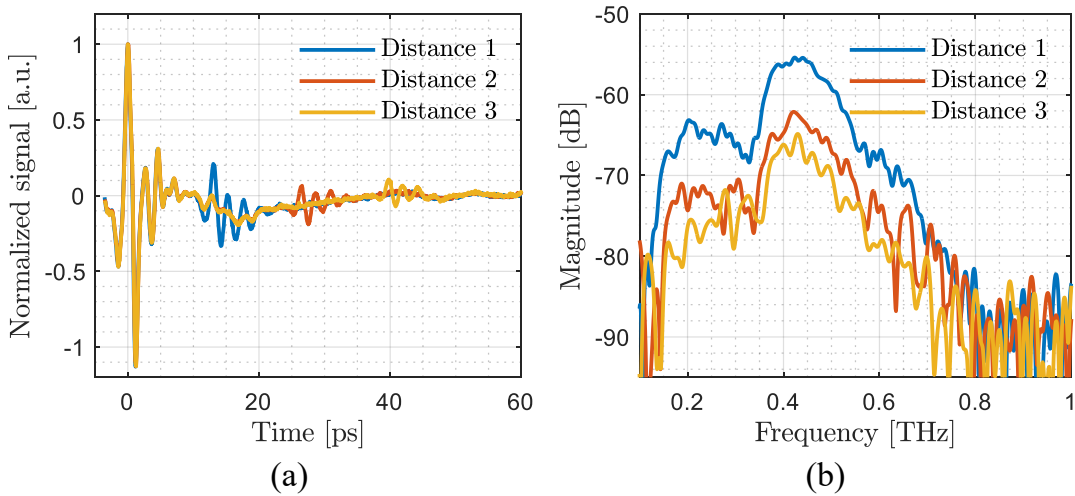 Normalized signal [a.u.]
1
0.5
0
-0.5
-1
Distance 1
Distance 2
Distance 3
0 20 40 60
Time [ps]
(a)
Magnitude [dB]
-50
-60
-70
-80
-90
Distance 1
Distance 2
Distance 3
0.2 0.4 0.6 0.8 1
Frequency [THz]
(b)